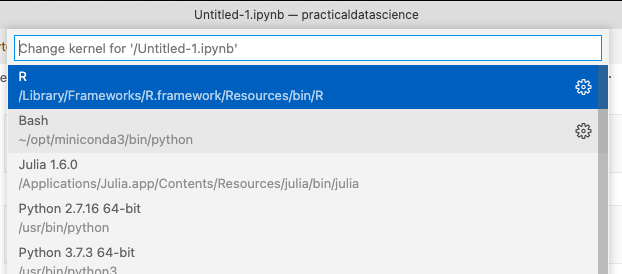 Untitled-1.ipynb — practicaldatascience
Change kernel for '/Untitled-1.ipynb'
R
/Library/Frameworks/R.framework/Resources/bin/R
Bash
~/opt/miniconda3/bin/python
Julia 1.6.0
/Applications/Julia.app/Contents/Resources/julia/bin/julia
Python 2.7.16 64-bit
/usr/bin/python
Python 3.7.3 64-bit
/usr/bin/python3